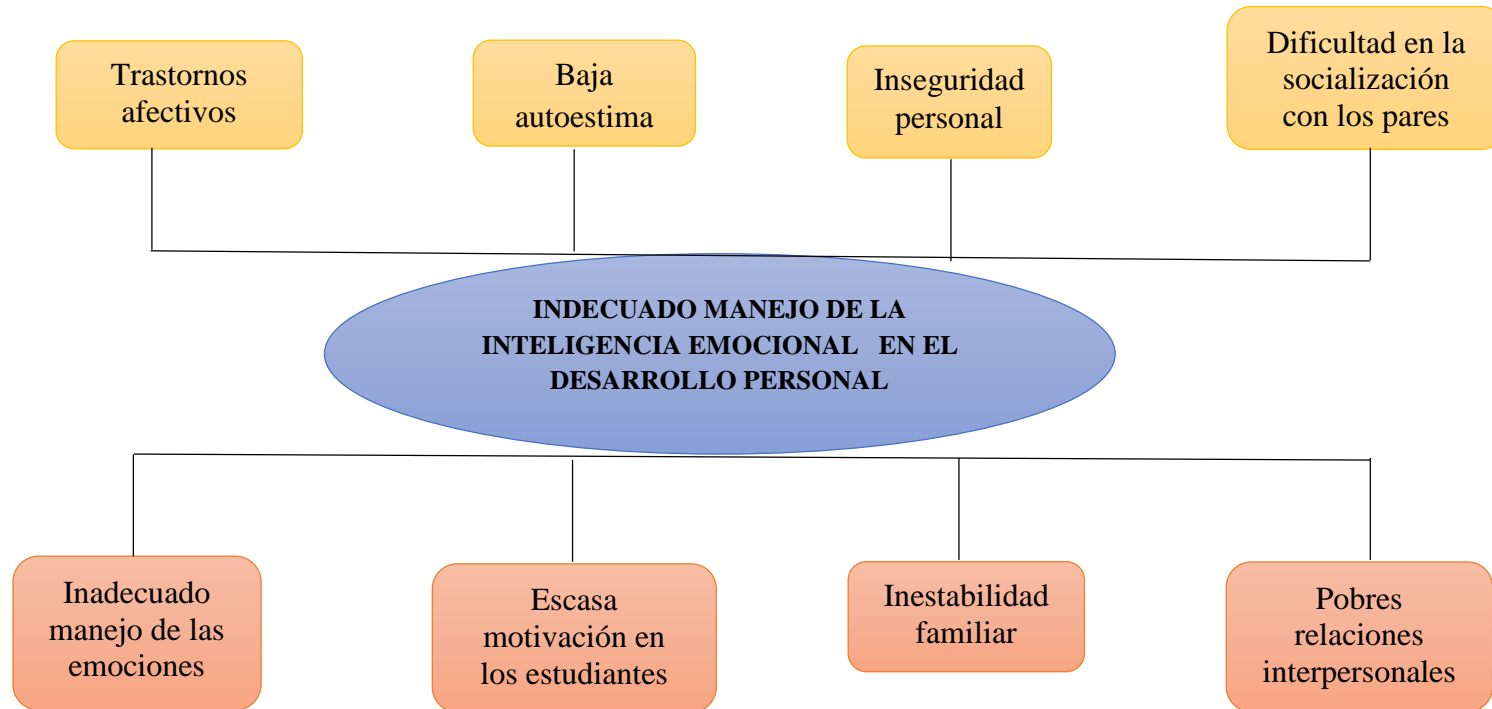 Trastornos
afectivos
Baja
autoestima
Inseguridad
personal
Dificultad en la
socialización
con los pares
INDECUADO MANEJO DE LA
INTELIGENCIA EMOCIONAL EN EL
DESARROLLO PERSONAL
Inadecuado
manejo de las
emociones
Escasa
motivación en
los estudiantes
Inestabilidad
familiar
Pobres
relaciones
interpersonales